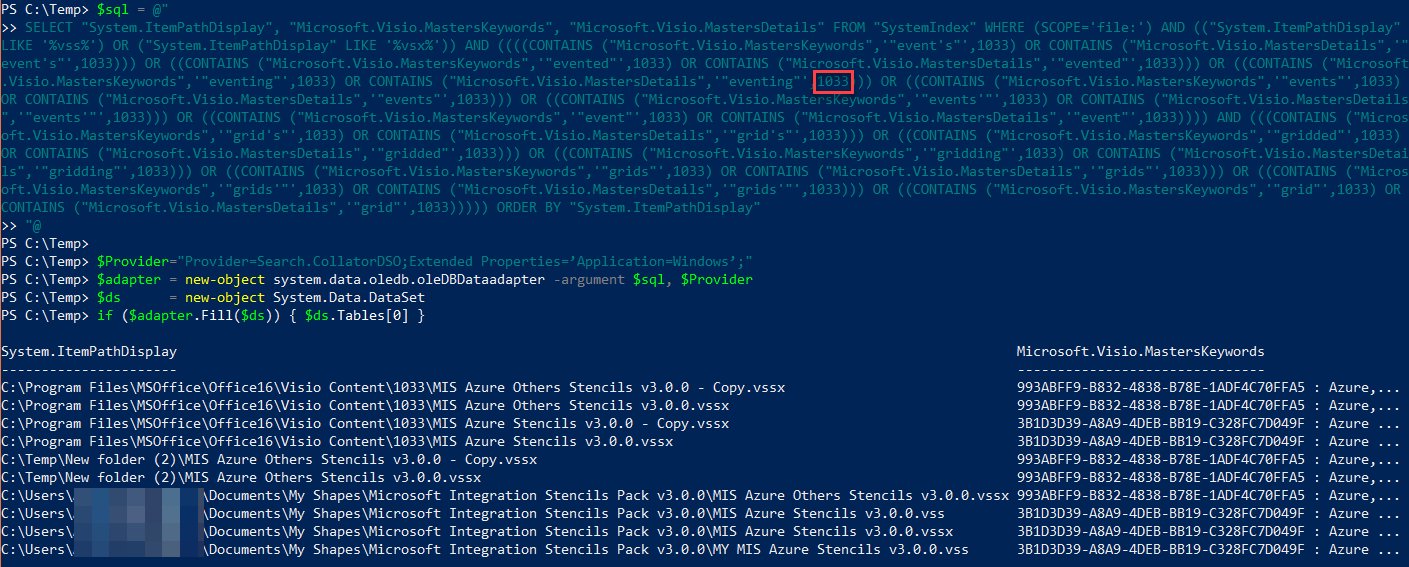 PS C:\Temp> $sql = @"
>> SELECT "System.ItemPathDisplay", "Microsoft.Visio.MastersKeywords", "Microsoft.Visio.MastersDetails" FROM "SystemIndex" WHERE (SCOPE='file:') AND (("System.ItemPathDisplay"
LIKE '%vss%') OR ("System.ItemPathDisplay" LIKE '%vsx%')) AND ((((CONTAINS ("Microsoft.Visio.MastersKeywords",'"event's"',1033) OR CONTAINS ("Microsoft.Visio.MastersDetails",'"
event's"',1033))) OR ((CONTAINS ("Microsoft.Visio.MastersKeywords",'"evented"',1033) OR CONTAINS ("Microsoft.Visio.MastersDetails",'"evented"',1033))) OR ((CONTAINS ("Microsoft
.Visio.MastersKeywords",'"eventing"',1033) OR CONTAINS ("Microsoft.Visio.MastersDetails",'"eventing"',1033))) OR ((CONTAINS ("Microsoft.Visio.MastersKeywords",'"events"',1033)
OR CONTAINS ("Microsoft.Visio.MastersDetails",'"events"',1033))) OR ((CONTAINS ("Microsoft.Visio.MastersKeywords",'"events'"',1033) OR CONTAINS ("Microsoft.Visio.MastersDetails
",'"events'"',1033))) OR ((CONTAINS ("Microsoft.Visio.MastersKeywords",'"event"',1033) OR CONTAINS ("Microsoft.Visio.MastersDetails",'"event"',1033)))) AND (((CONTAINS ("Micros
oft.Visio.MastersKeywords",'"grid's"',1033) OR CONTAINS ("Microsoft.Visio.MastersDetails",'"grid's"',1033))) OR ((CONTAINS ("Microsoft.Visio.MastersKeywords",'"gridded"',1033)
OR CONTAINS ("Microsoft.Visio.MastersDetails",'"gridded"',1033))) OR ((CONTAINS ("Microsoft.Visio.MastersKeywords",'"gridding"',1033) OR CONTAINS ("Microsoft.Visio.MastersDetai
ls",'"gridding"',1033))) OR ((CONTAINS ("Microsoft.Visio.MastersKeywords",'"grids"',1033) OR CONTAINS ("Microsoft.Visio.MastersDetails",'"grids"',1033))) OR ((CONTAINS ("Micros
oft.Visio.MastersKeywords",'"grids'"',1033) OR CONTAINS ("Microsoft.Visio.MastersDetails",'"grids'"',1033))) OR ((CONTAINS ("Microsoft.Visio.MastersKeywords",'"grid"',1033) OR
CONTAINS ("Microsoft.Visio.MastersDetails",'"grid"',1033))))) ORDER BY "System.ItemPathDisplay"
>> "@
PS C:\Temp>
PS C:\Temp> $Provider="Provider=Search.CollatorDSO;Extended Properties=’Application=Windows’;"
PS C:\Temp> $adapter = new-object system.data.oledb.oleDBDataadapter -argument $sql, $Provider
PS C:\Temp> $ds      = new-object System.Data.DataSet
PS C:\Temp> if ($adapter.Fill($ds)) { $ds.Tables[0] }
System.ItemPathDisplay Microsoft.Visio.MastersKeywords
---------------------- -------------------------------
C:\Program Files\MSOffice\Office16\Visio Content\1033\MIS Azure Others Stencils v3.0.0 - Copy.vssx 993ABFF9-B832-4838-B78E-1ADF4C70FFA5 : Azure,...
C:\Program Files\MSOffice\Office16\Visio Content\1033\MIS Azure Others Stencils v3.0.0.vssx 993ABFF9-B832-4838-B78E-1ADF4C70FFA5 : Azure,...
C:\Program Files\MSOffice\Office16\Visio Content\1033\MIS Azure Stencils v3.0.0 - Copy.vssx 3B1D3D39-A8A9-4DEB-BB19-C328FC7D049F : Azure ...
C:\Program Files\MSOffice\Office16\Visio Content\1033\MIS Azure Stencils v3.0.0.vssx 3B1D3D39-A8A9-4DEB-BB19-C328FC7D049F : Azure ...
C:\Temp\New folder (2)\MIS Azure Others Stencils v3.0.0 - Copy.vssx 993ABFF9-B832-4838-B78E-1ADF4C70FFA5 : Azure,...
C:\Temp\New folder (2)\MIS Azure Others Stencils v3.0.0.vssx 993ABFF9-B832-4838-B78E-1ADF4C70FFA5 : Azure,...
C:\Users\ \Documents\My Shapes\Microsoft Integration Stencils Pack v3.0.0\MIS Azure Others Stencils v3.0.0.vssx 993ABFF9-B832-4838-B78E-1ADF4C70FFA5 : Azure,...
C:\Users\ \Documents\My Shapes\Microsoft Integration Stencils Pack v3.0.0\MIS Azure Stencils v3.0.0.vss 3B1D3D39-A8A9-4DEB-BB19-C328FC7D049F : Azure ...
C:\Users\ \Documents\My Shapes\Microsoft Integration Stencils Pack v3.0.0\MIS Azure Stencils v3.0.0.vssx 3B1D3D39-A8A9-4DEB-BB19-C328FC7D049F : Azure ...
C:\Users\ \Documents\My Shapes\Microsoft Integration Stencils Pack v3.0.0\MY MIS Azure Stencils v3.0.0.vss 3B1D3D39-A8A9-4DEB-BB19-C328FC7D049F : Azure ...